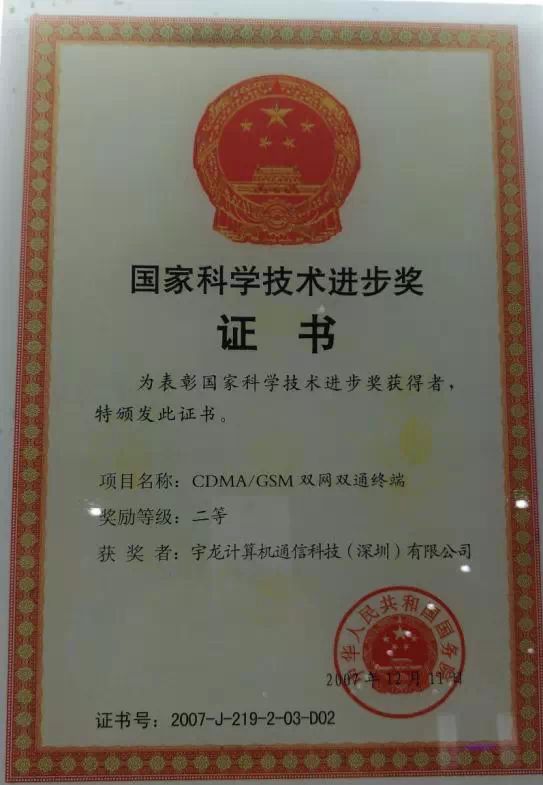 国家科学技术进步奖
证 书
为表彰国家科学技术进步奖获得者，
特颁发此证书。
项目名称：CDMA/GSM 双网双通终端
奖励等级：二等
获 奖 者：宇龙计算机通信科技（深圳）有限公司
中华人民共和国国务院
2007年12月11日
证书号：2007-J-219-2-03-D02